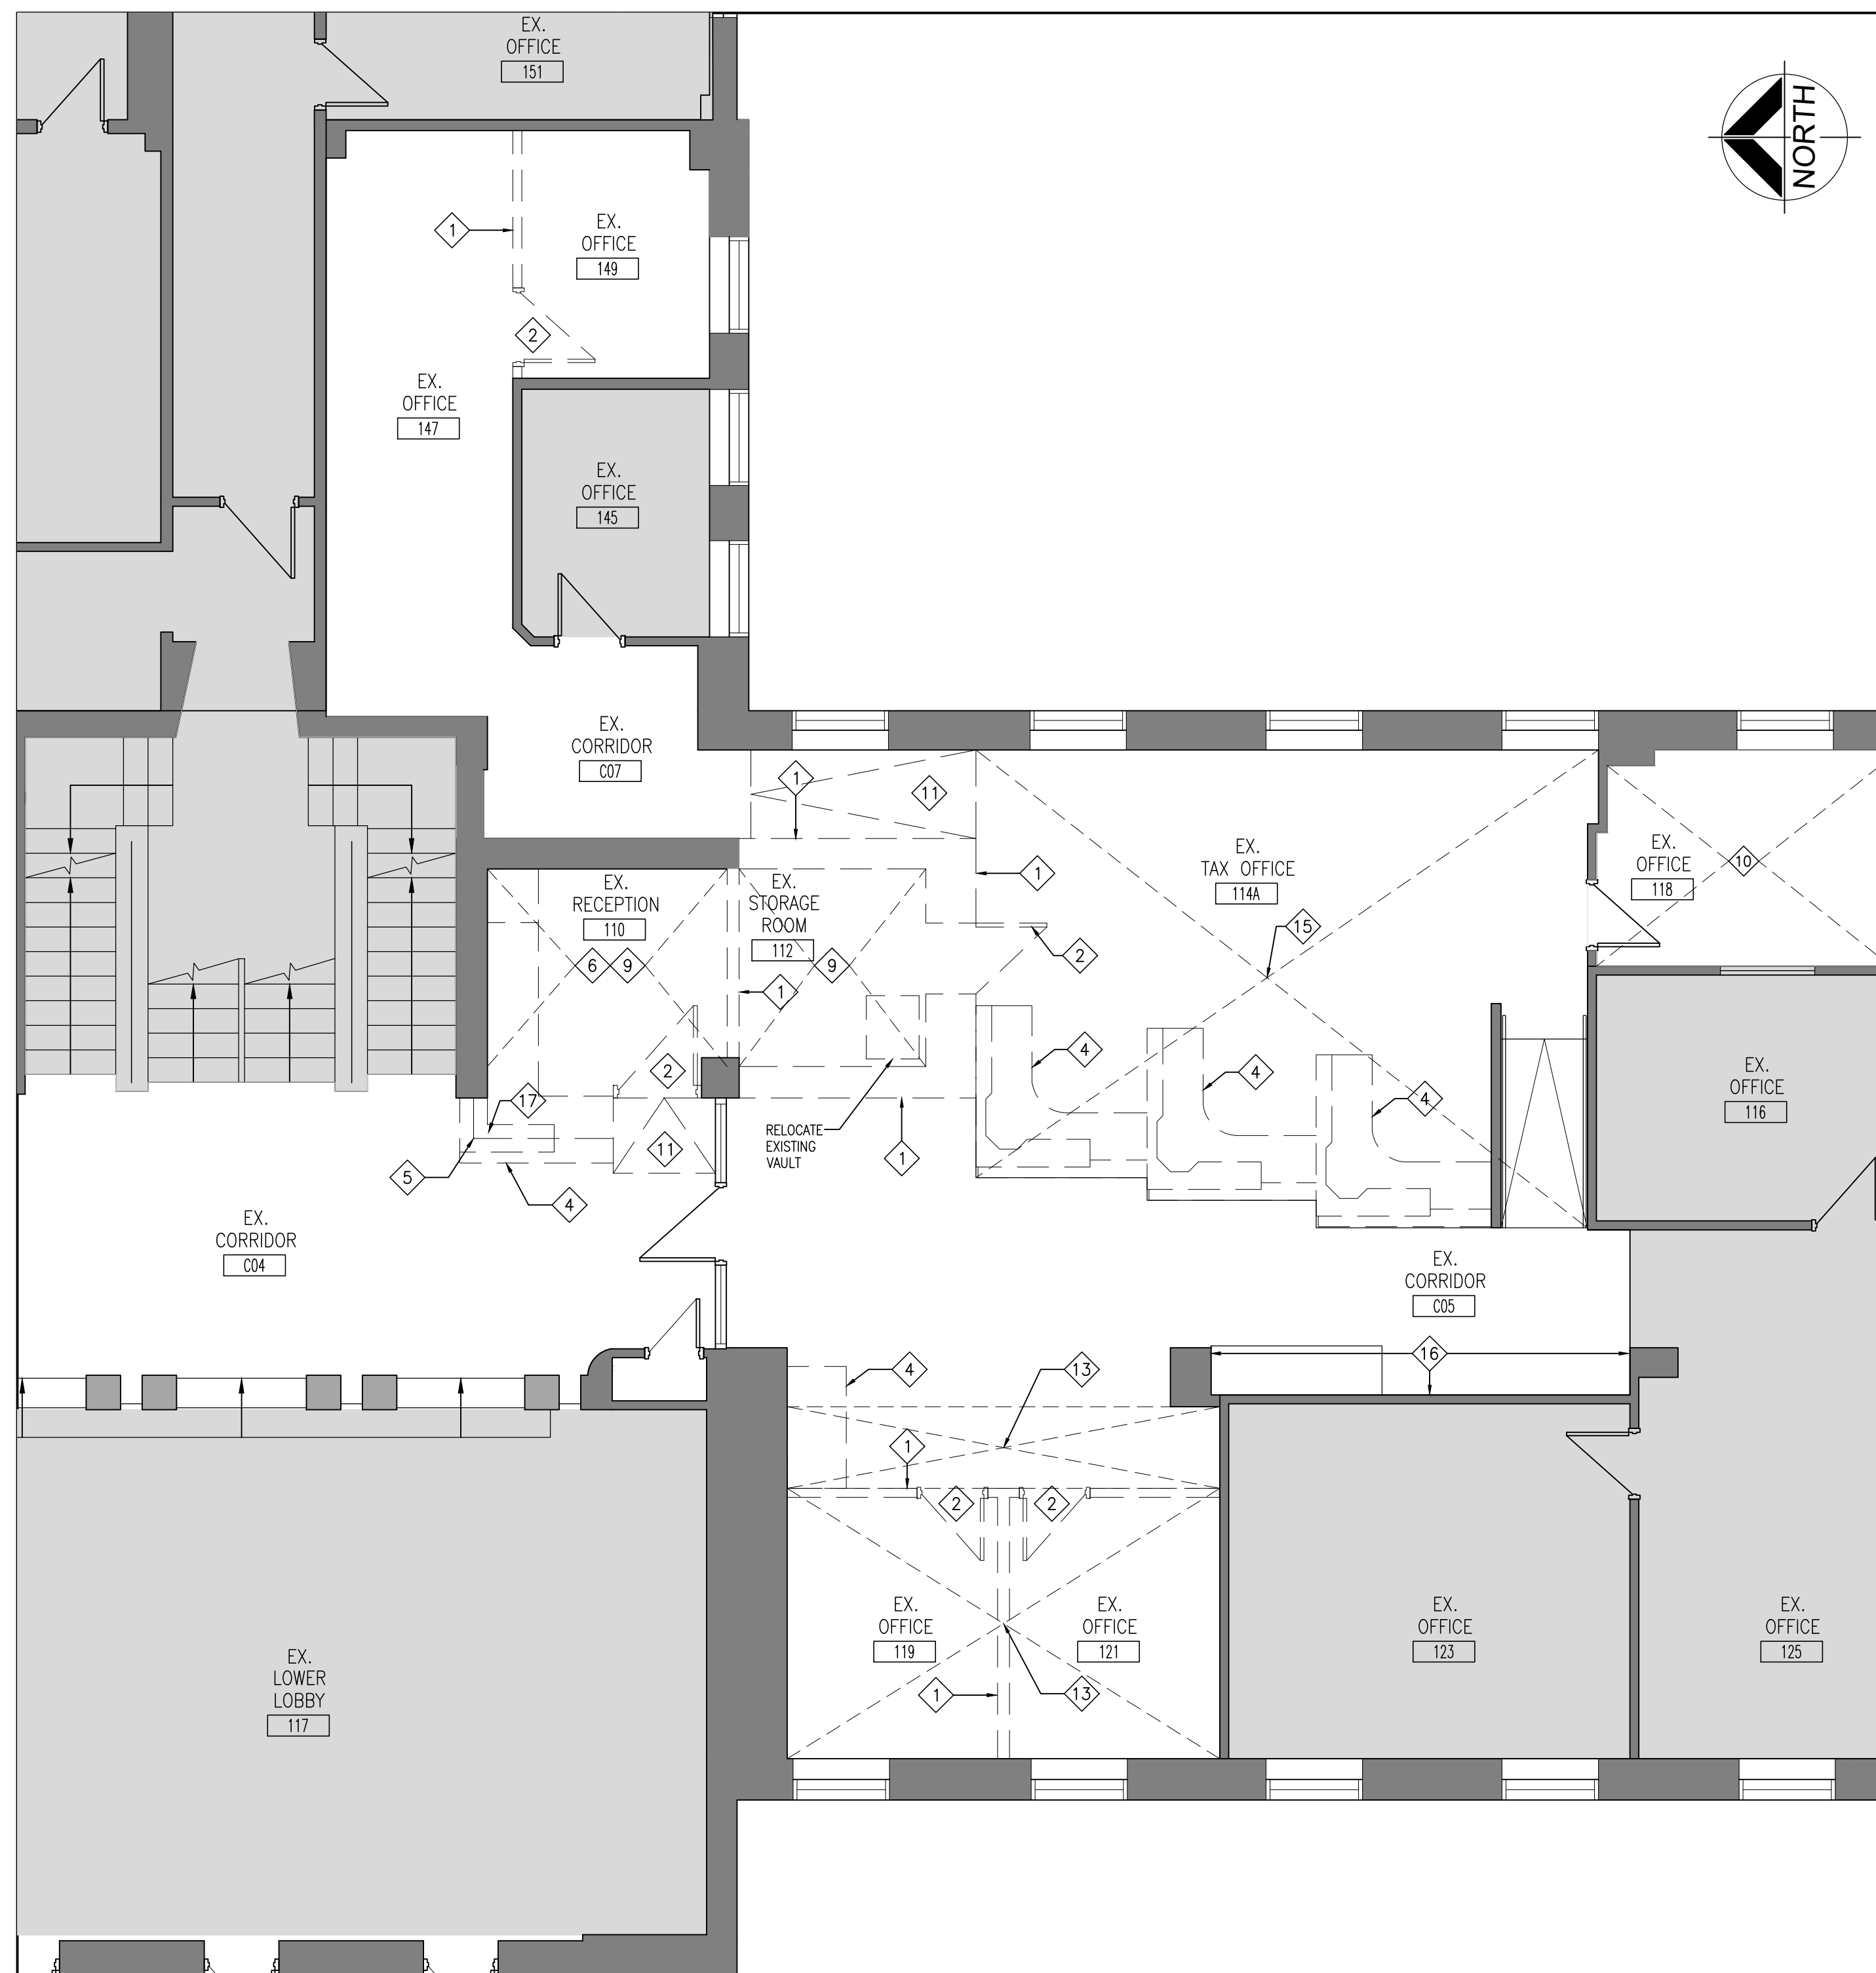 EX.
OFFICE
151
NORTH
1
EX.
OFFICE
149
2
EX.
OFFICE
147
EX.
OFFICE
145
EX.
CORRIDOR
C07
1
11
EX.
TAX OFFICE
114A
EX.
OFFICE
118
10
1
EX.
RECEPTION
110
EX.
STORAGE
ROOM
112
15
6
9
9
2
1
2
4
4
4
EX.
OFFICE
116
17
RELOCATE
EXISTING
VAULT
11
1
5
4
EX.
CORRIDOR
C04
EX.
CORRIDOR
C05
4
13
16
1
2
2
EX.
OFFICE
119
EX.
OFFICE
121
EX.
OFFICE
123
EX.
OFFICE
125
EX.
LOWER
LOBBY
117
1
13